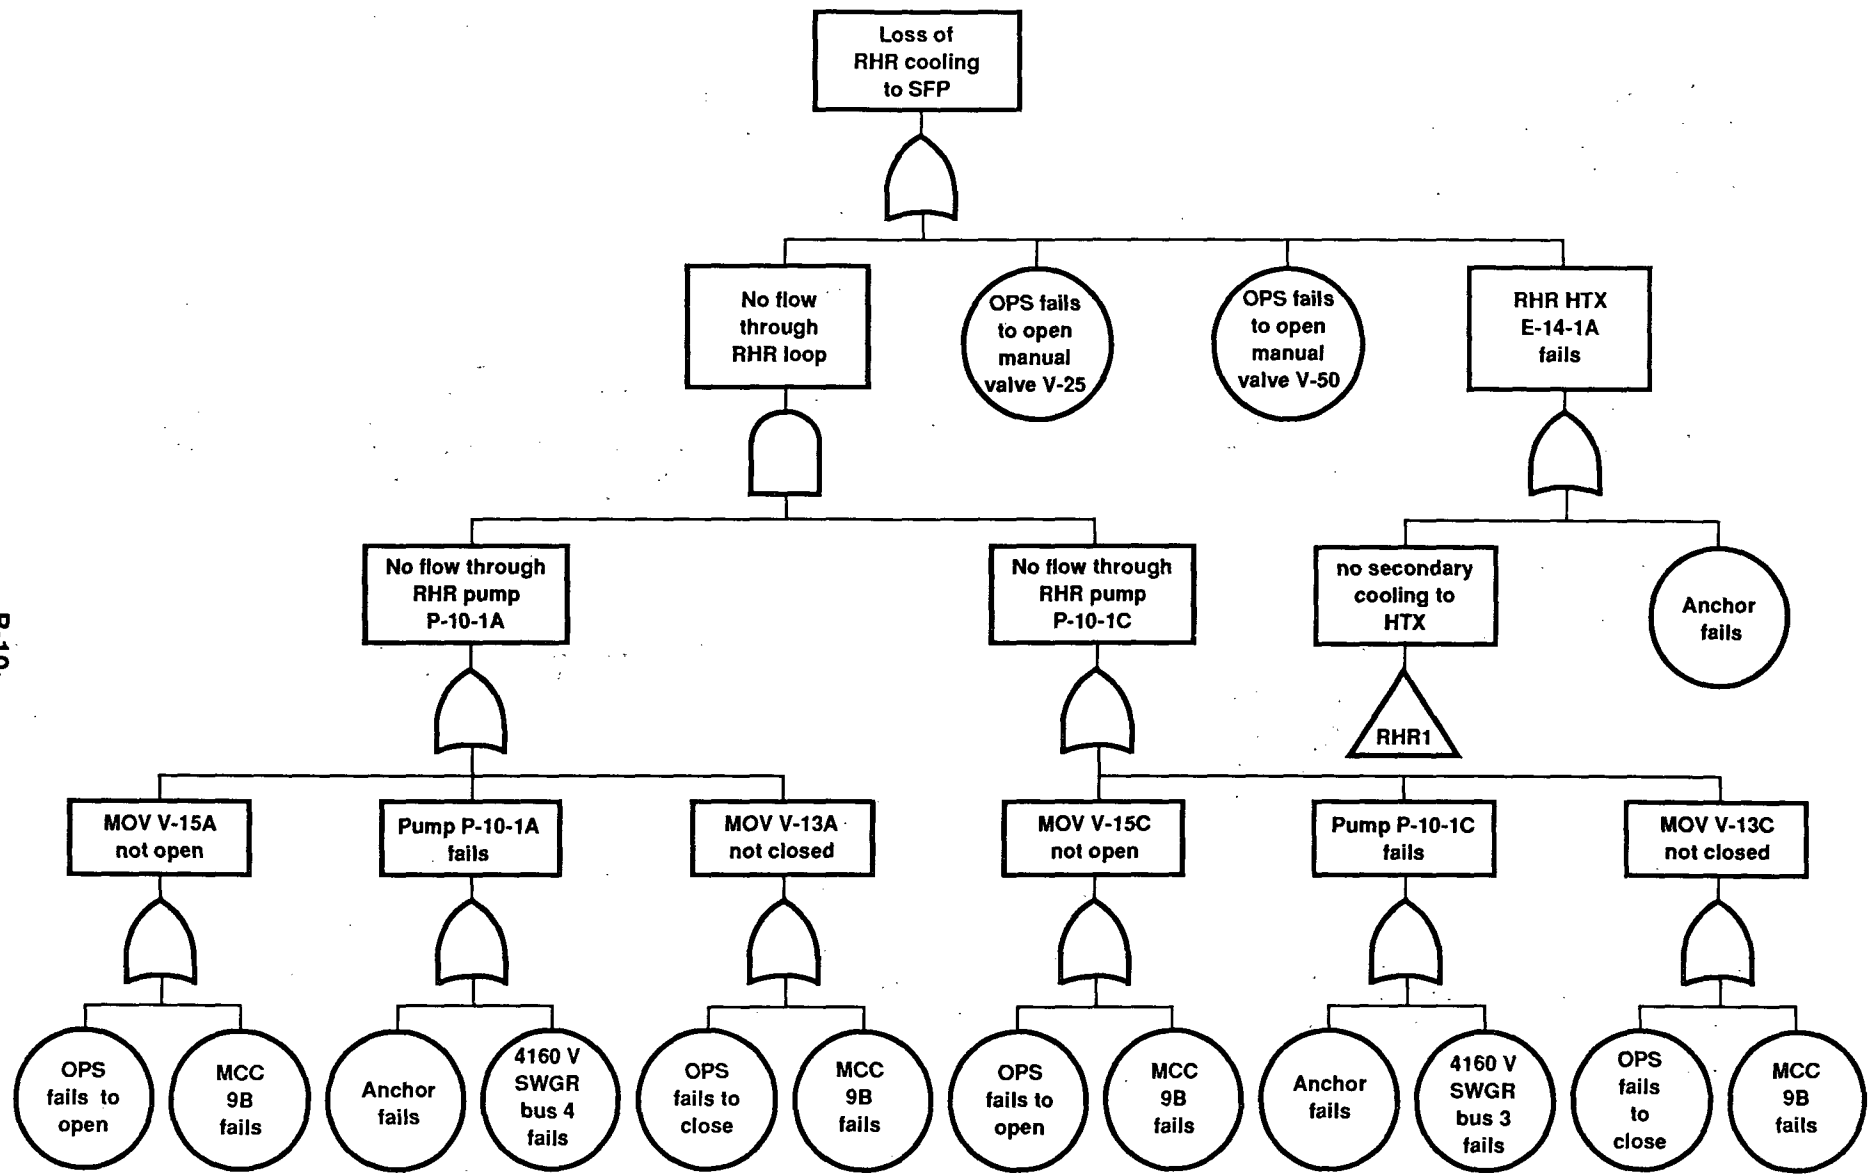 Loss of
RHR cooling
to SFP
No flow
through
RHR loop
OPS fails
to open
manual
valve V-25
OPS fails
to open
manual
valve V-50
RHR HTX
E-14-1A
fails
No flow through
RHR pump
P-10-1A
No flow through
RHR pump
P-10-1C
no secondary
cooling to
HTX
Anchor
fails
RHR1
MOV V-15A
not open
Pump P-10-1A
fails
MOV V-13A
not closed
MOV V-15C
not open
Pump P-10-1C
fails
MOV V-13C
not closed
OPS
fails to
open
MCC
9B
fails
Anchor
fails
4160 V
SWGR
bus 4
fails
OPS
fails to
close
MCC
9B
fails
OPS
fails to
open
MCC
9B
fails
Anchor
fails
4160 V
SWGR
bus 3
fails
OPS
fails
to
close
MCC
9B
fails